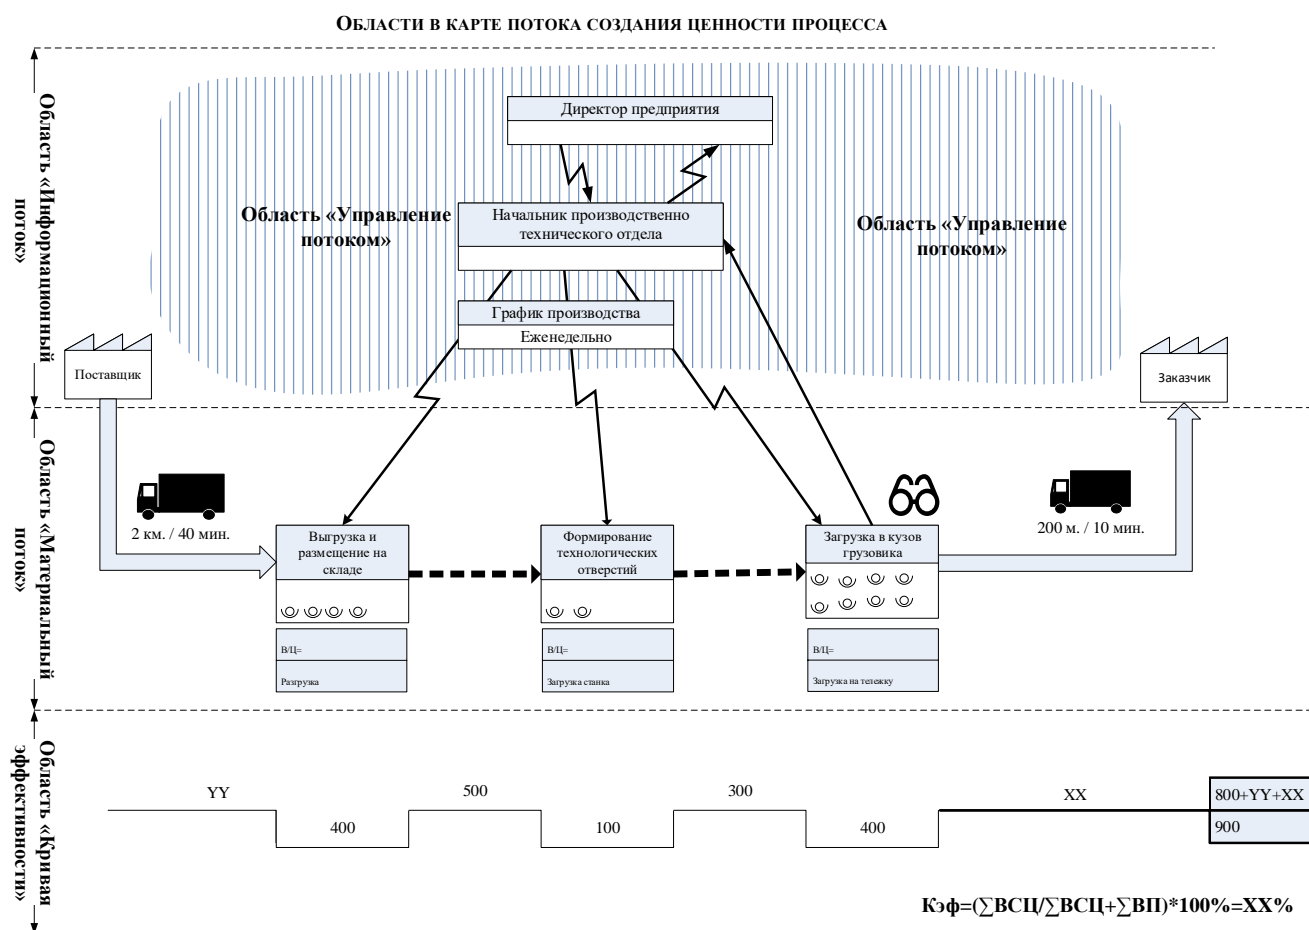 ОБЛАСТИ В КАРТЕ ПОТОКА СОЗДАНИЯ ЦЕННОСТИ ПРОЦЕССА
Область «Информационный
поток»
Директор предприятия
Область «Управление
потоком»
Начальник производственно
технического отдела
Область «Управление
потоком»
График производства
Еженедельно
Поставщик
Заказчик
Область «Материальный
поток»
2 км. / 40 мин.
200 м. / 10 мин.
Выгрузка и
размещение на
складе
Формирование
технологических
отверстий
Загрузка в кузов
грузовика
В/Ц=
Разгрузка
В/Ц=
Загрузка станка
В/Ц=
Загрузка на тележку
Область «Кривая
эффективности»
YY
500
300
XX
800+YY+XX
400
100
400
900
Кэф=(∑ВСЦ/∑ВСЦ+∑ВП)*100%=XX%